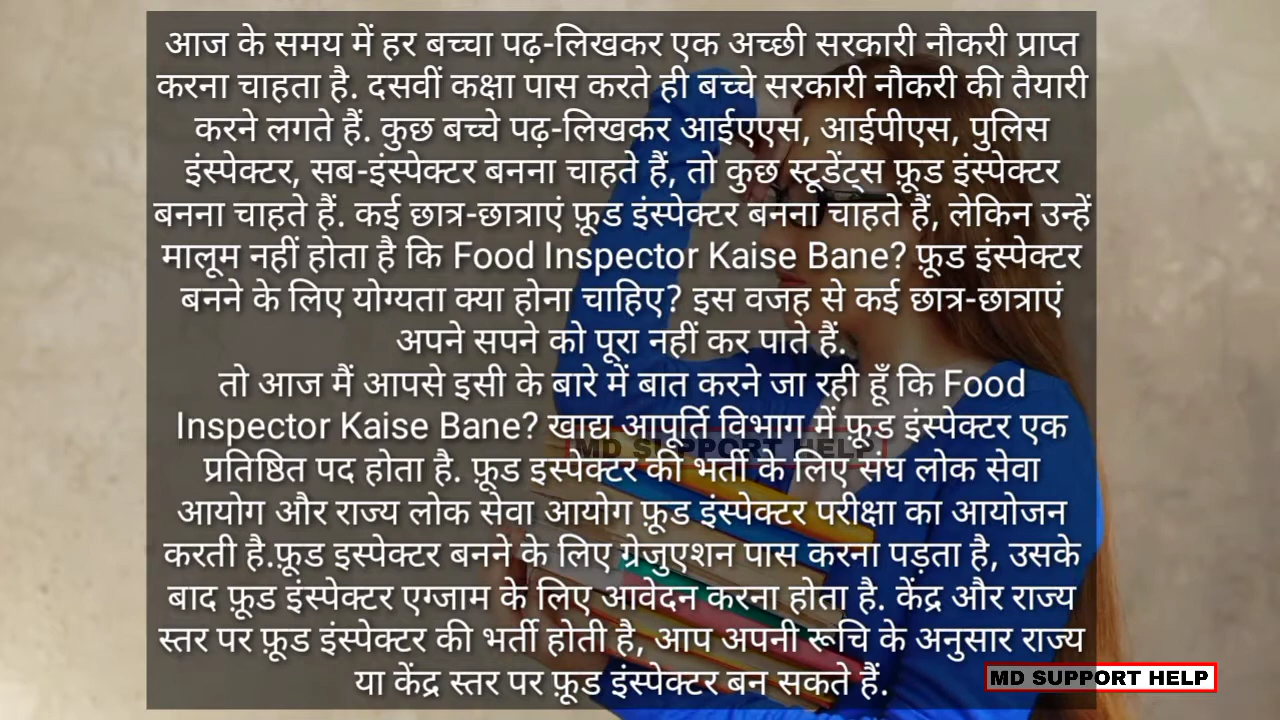 आज के समय में हर बच्चा पढ़-लिखकर एक अच्छी सरकारी नौकरी प्राप्त
करना चाहता है. दसवीं कक्षा पास करते ही बच्चे सरकारी नौकरी की तैयारी
करने लगते हैं. कुछ बच्चे पढ़-लिखकर आईएएस, आईपीएस, पुलिस
इंस्पेक्टर, सब-इंस्पेक्टर बनना चाहते हैं, तो कुछ स्टूडेंट्स फ़ूड इंस्पेक्टर
बनना चाहते हैं. कई छात्र-छात्राएं फ़ूड इंस्पेक्टर बनना चाहते हैं, लेकिन उन्हें
मालूम नहीं होता है कि Food Inspector Kaise Bane? फ़ूड इंस्पेक्टर
बनने के लिए योग्यता क्या होना चाहिए? इस वजह से कई छात्र-छात्राएं
अपने सपने को पूरा नहीं कर पाते हैं.
तो आज मैं आपसे इसी के बारे में बात करने जा रही हूँ कि Food
Inspector Kaise Bane? खाद्य आपूर्ति विभाग में फ़ूड इंस्पेक्टर एक
MD SUPPORT HELP
प्रतिष्ठित पद होता है. फ़ूड इस्पेक्टर की भर्ती के लिए संघ लोक सेवा
आयोग और राज्य लोक सेवा आयोग फ़ूड इंस्पेक्टर परीक्षा का आयोजन
करती है.फ़ूड इस्पेक्टर बनने के लिए ग्रेजुएशन पास करना पड़ता है, उसके
बाद फ़ूड इंस्पेक्टर एग्जाम के लिए आवेदन करना होता है. केंद्र और राज्य
स्तर पर फ़ूड इंस्पेक्टर की भर्ती होती है, आप अपनी रूचि के अनुसार राज्य
या केंद्र स्तर पर फ़ूड इंस्पेक्टर बन सकते हैं.
MD SUPPORT HELP